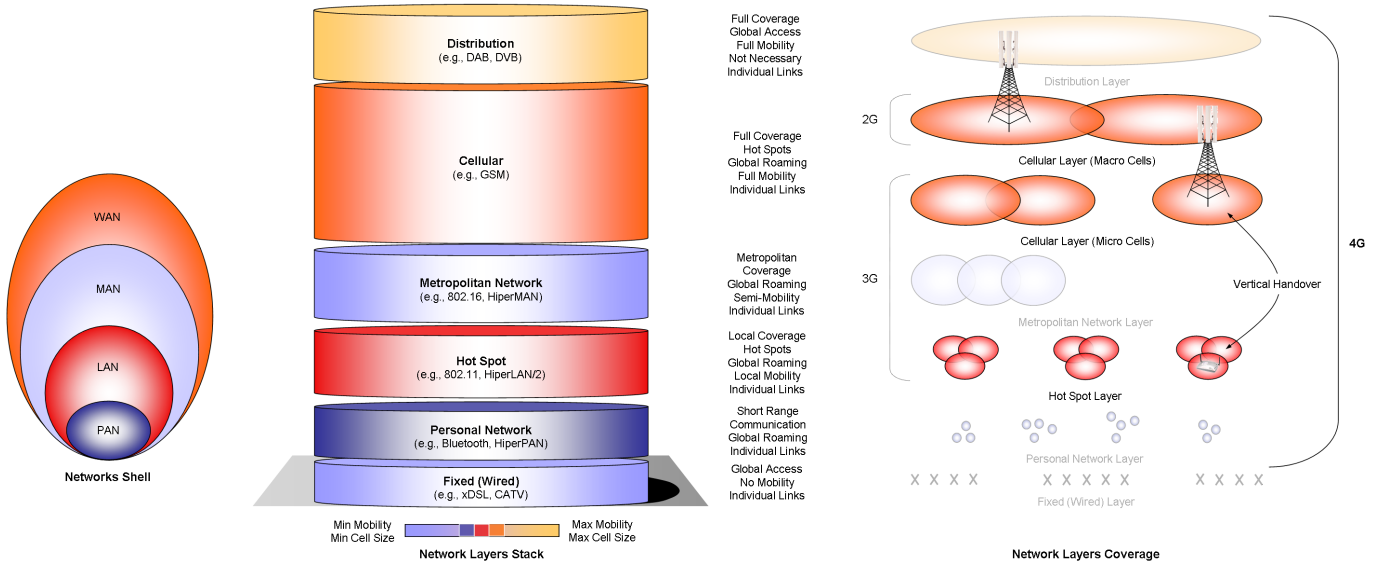 WAN
MAN
LAN
PAN
Networks Shell
Distribution
(e.g., DAB, DVB)
Cellular
(e.g., GSM)
Metropolitan Network
(e.g., 802.16, HiperMAN)
Hot Spot
(e.g., 802.11, HiperLAN/2)
Personal Network
(e.g., Bluetooth, HiperPAN)
Fixed (Wired)
(e.g., xDSL, CATV)
Min Mobility
Min Cell Size
Max Mobility
Max Cell Size
Network Layers Stack
Full Coverage
Global Access
Full Mobility
Not Necessary
Individual Links
Full Coverage
Hot Spots
Global Roaming
Full Mobility
Individual Links
Metropolitan
Coverage
Global Roaming
Semi-Mobility
Individual Links
Local Coverage
Hot Spots
Global Roaming
Local Mobility
Individual Links
Short Range
Communication
Global Roaming
Individual Links
Global Access
No Mobility
Individual Links
Distribution Layer
2G
Cellular Layer (Macro Cells)
Cellular Layer (Micro Cells)
3G
4G
Vertical Handover
Metropolitan Network Layer
Hot Spot Layer
Personal Network Layer
X X X X X X X X X X X X X
Fixed (Wired) Layer
Network Layers Coverage